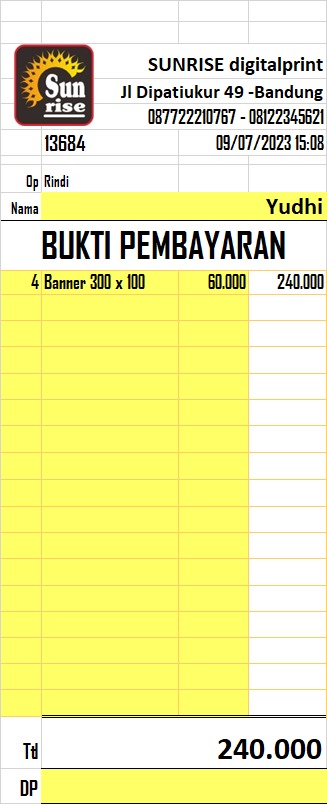 Sun
rise
SUNRISE digitalprint
Jl Dipatiukur 49 -Bandung
087722210767 - 08122345621
13684 09/07/2023 15:08
Op Rindi
Nama Yudhi
BUKTI PEMBAYARAN
4 Banner 300 x 100 60.000 240.000
Ttl 240.000
DP